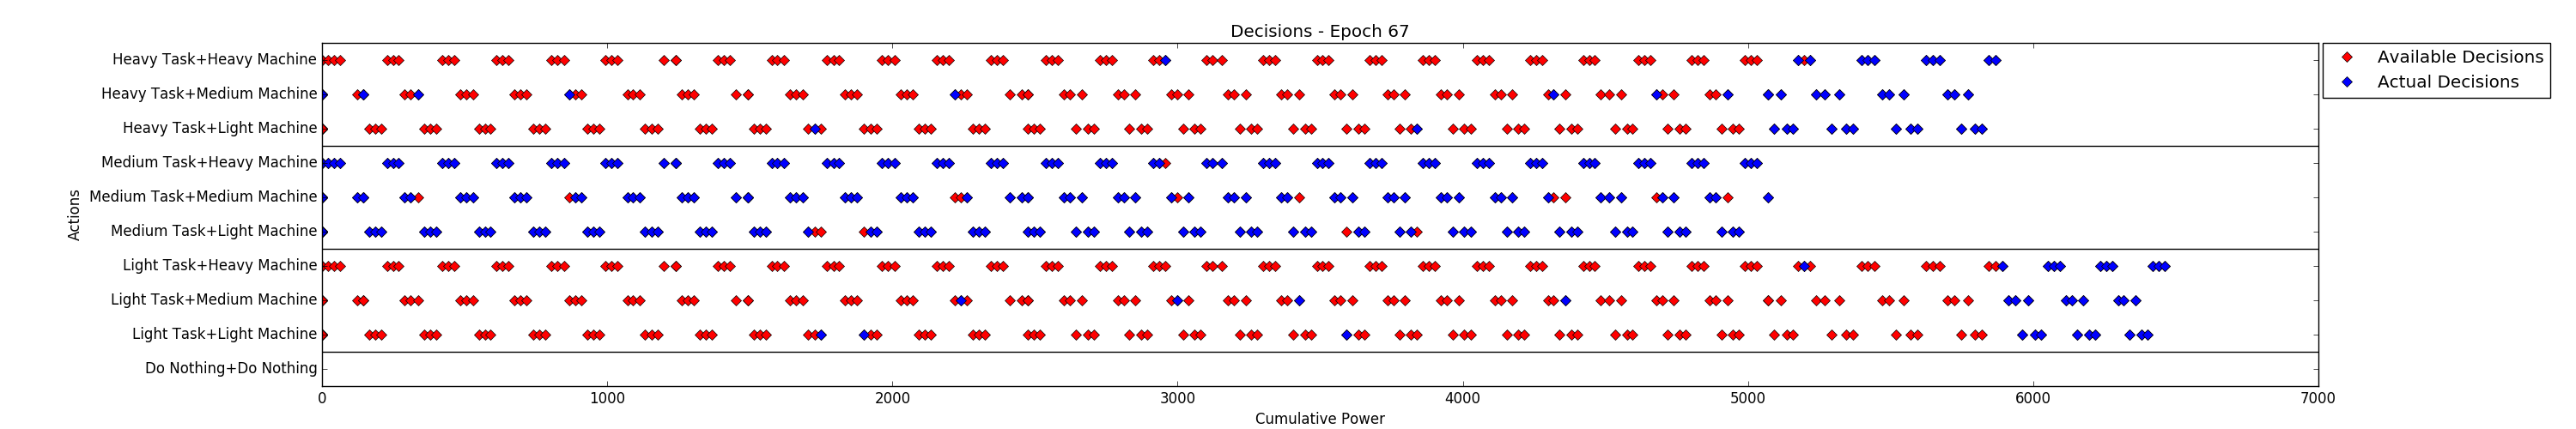 Decisions - Epoch 67
Heavy Task+Heavy Machine
Heavy Task+Medium Machine
Heavy Task+Light Machine
Medium Task+Heavy Machine
Medium Task+Medium Machine
Medium Task+Light Machine
Light Task+Heavy Machine
Light Task+Medium Machine
Light Task+Light Machine
Do Nothing+Do Nothing
Actions
0 1000 2000 3000 4000 5000 6000 7000
Cumulative Power
Available Decisions
Actual Decisions